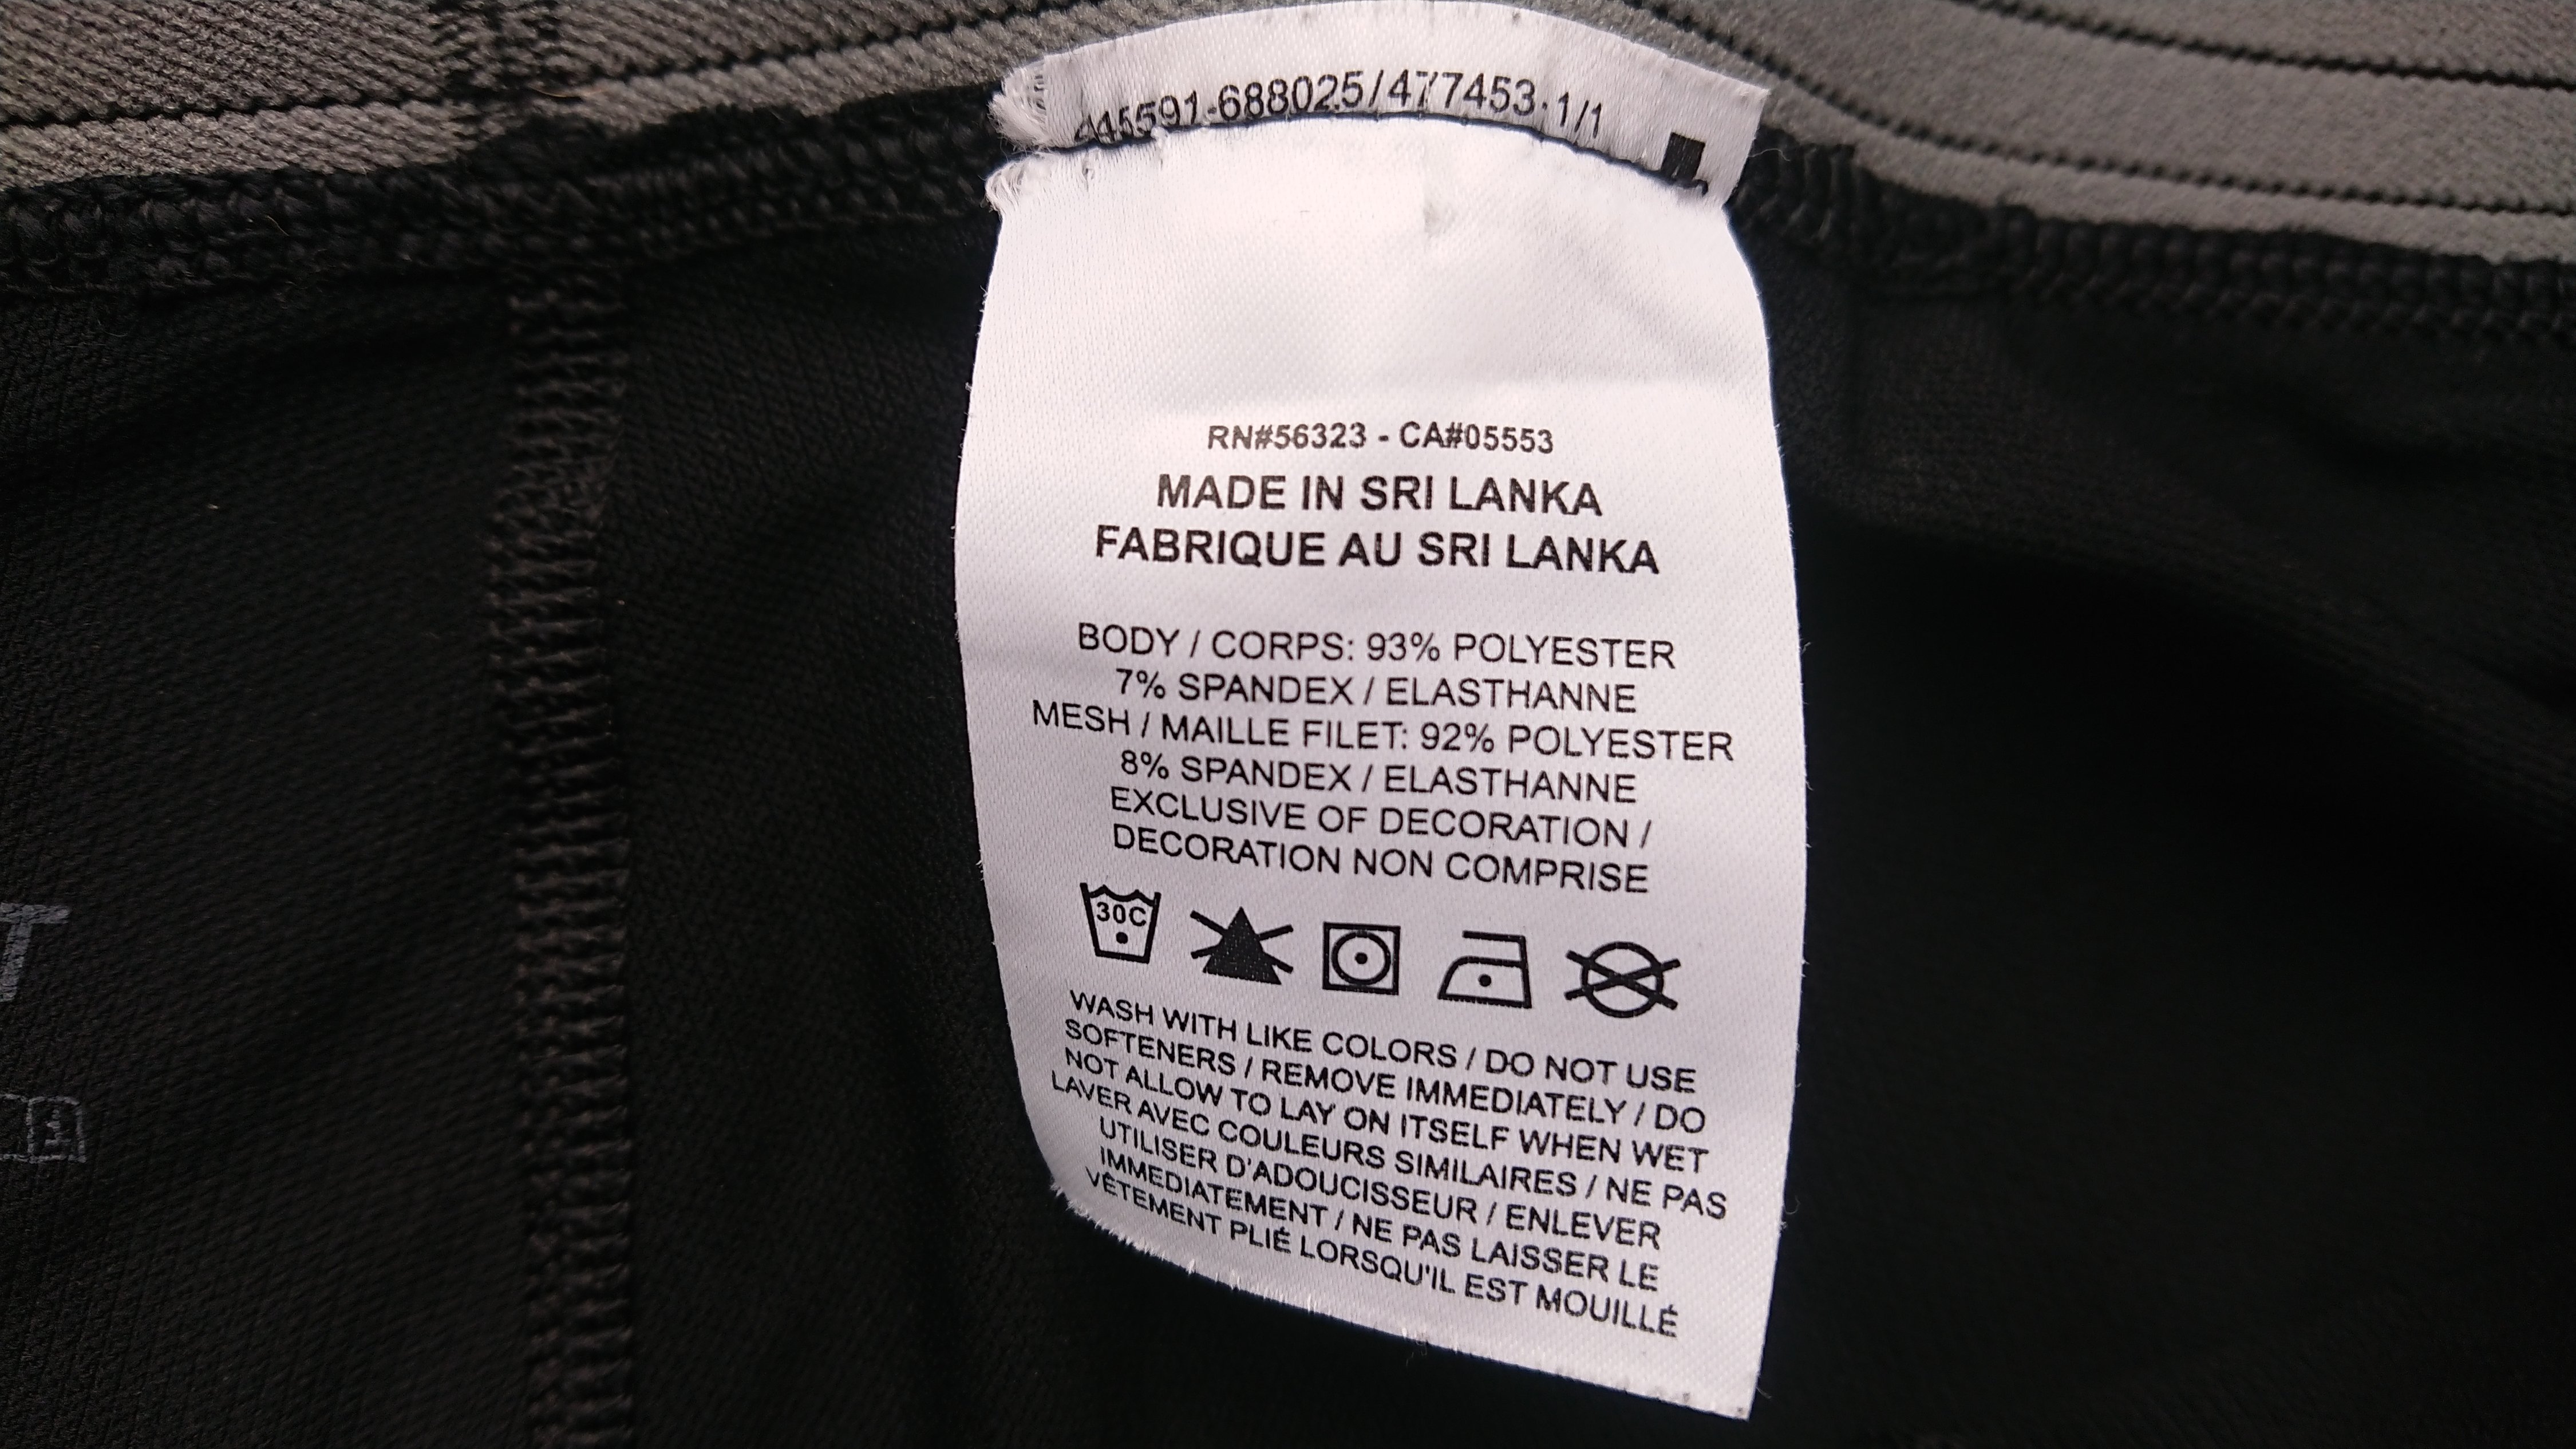 445591-688025/477453-1/1
RN#56323 - CA#05553
MADE IN SRI LANKA
FABRIQUE AU SRI LANKA
BODY / CORPS: 93% POLYESTER
7% SPANDEX / ELASTHANNE
MESH / MAILLE FILET: 92% POLYESTER
8% SPANDEX / ELASTHANNE
EXCLUSIVE OF DECORATION /
DECORATION NON COMPRISE
30C
WASH WITH LIKE COLORS / DO NOT USE
SOFTENERS / REMOVE IMMEDIATELY / DO
NOT ALLOW TO LAY ON ITSELF WHEN WET
LAVER AVEC COULEURS SIMILAIRES / NE PAS
UTILISER D'ADOUCISSEUR / ENLEVER
IMMEDIATEMENT / NE PAS LAISSER LE
VÊTEMENT PLIÉ LORSQU'IL EST MOUILLÉ
T